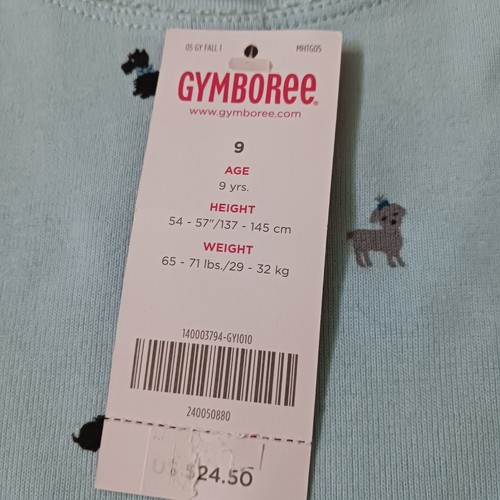 05 GY FALL 1 MHTG05
GYMBOREE
www.gymboree.com
9
AGE
9 yrs.
HEIGHT
54 - 57"/137 - 145 cm
WEIGHT
65 - 71 lbs./29 - 32 kg
140003794-GY1010
240050880
US $24.50